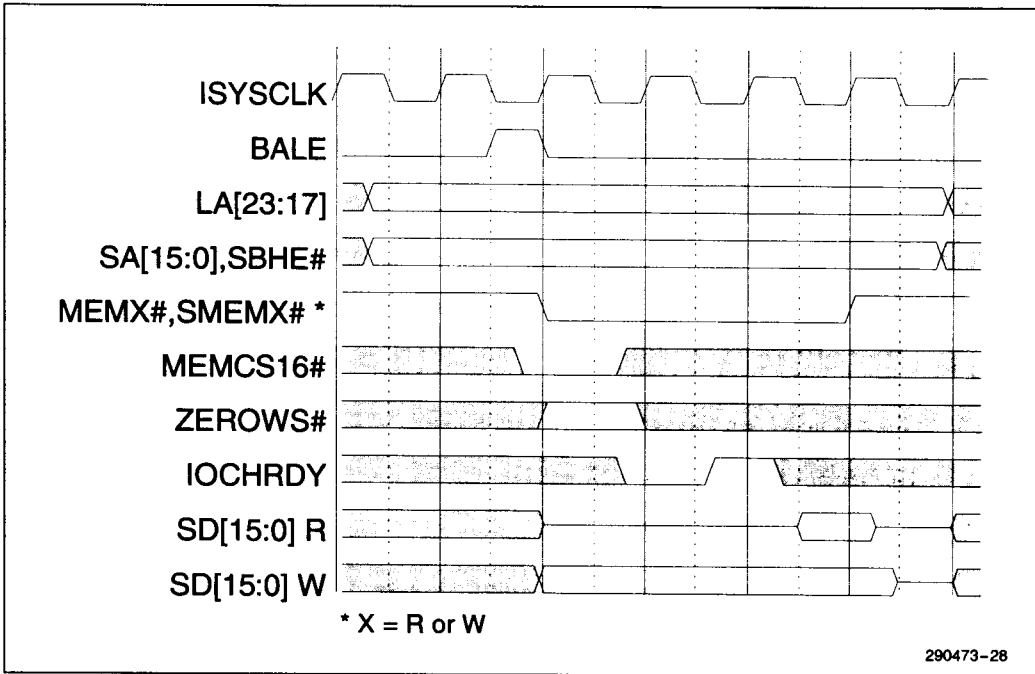 ISYSCLK
BALE
LA[23:17]
SA[15:0],SBHE#
MEMX#,SMEMX# *
MEMCS16#
ZEROWS#
IOCHRDY
SD[15:0] R
SD[15:0] W
* X = R or W
290473-28